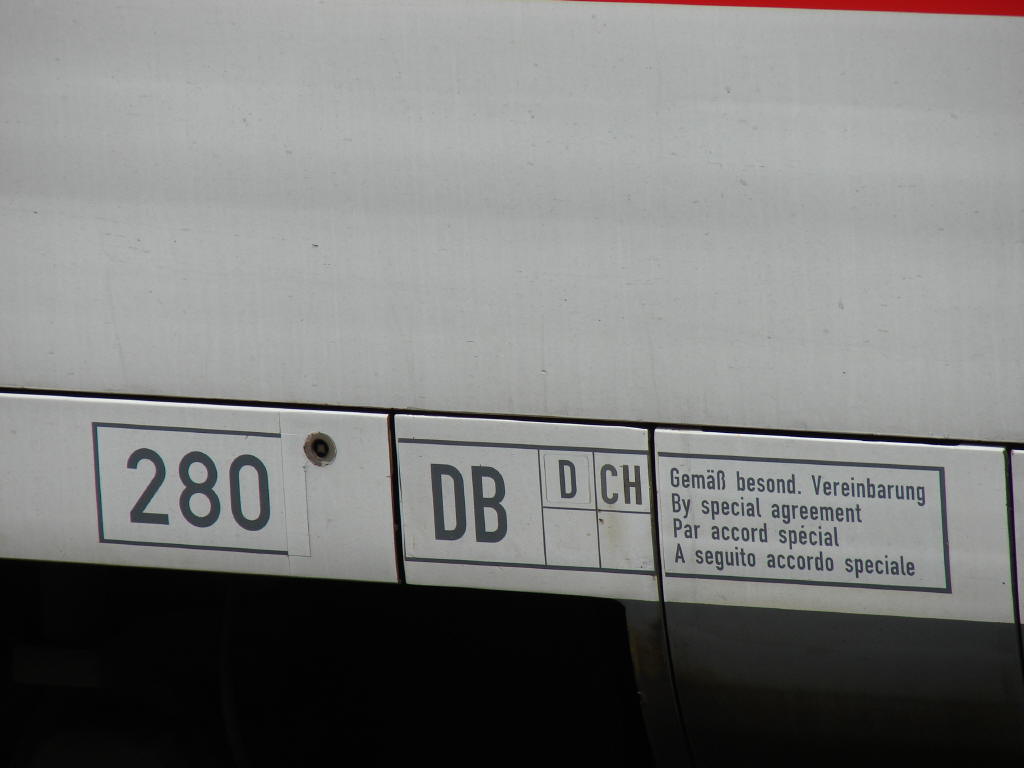 280
DB
D
CH
Gemäß besond. Vereinbarung
By special agreement
Par accord spécial
A seguito accordo speciale